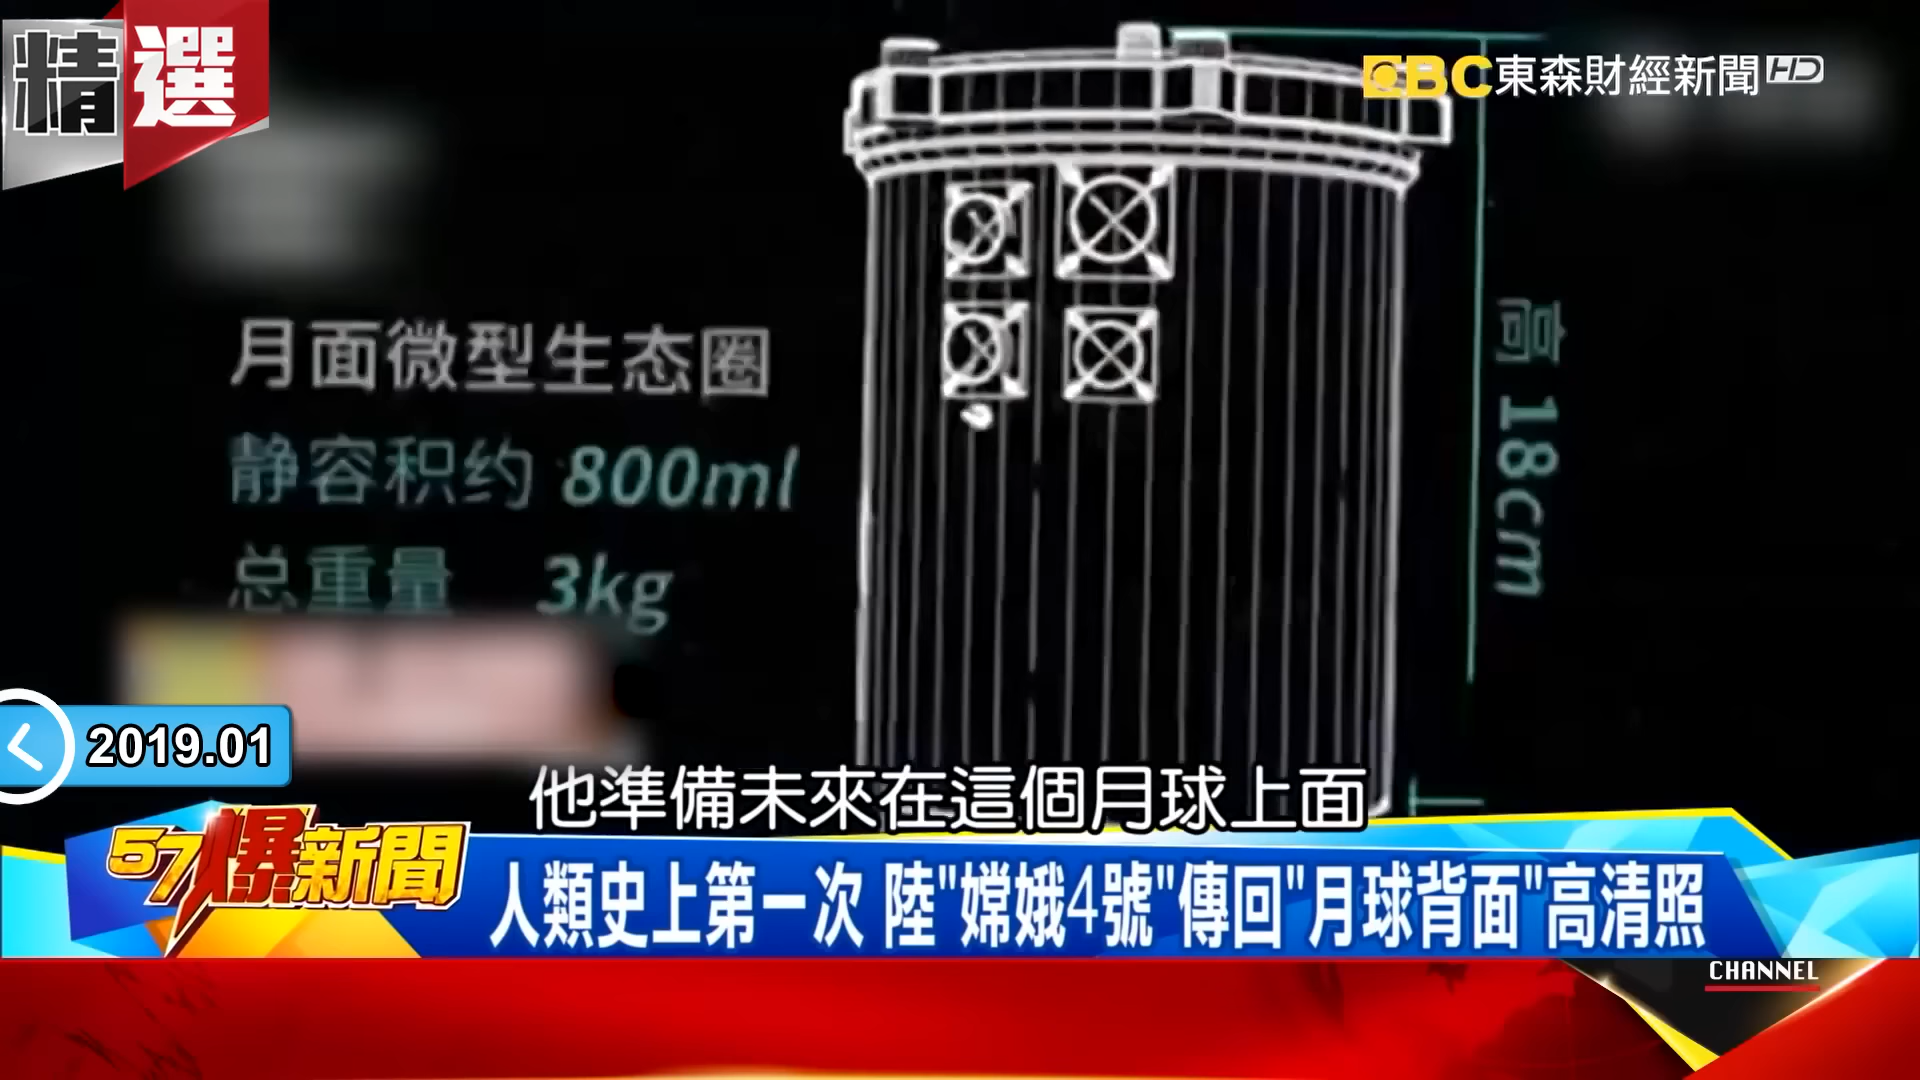 精選
EBC東森財經新聞HD
月面微型生态圈
静容积约 800ml
总重量 3kg
高 18cm
2019.01
他準備未來在這個月球上面
57爆新聞
人類史上第一次 陸"嫦娥4號"傳回"月球背面"高清照
CHANNEL